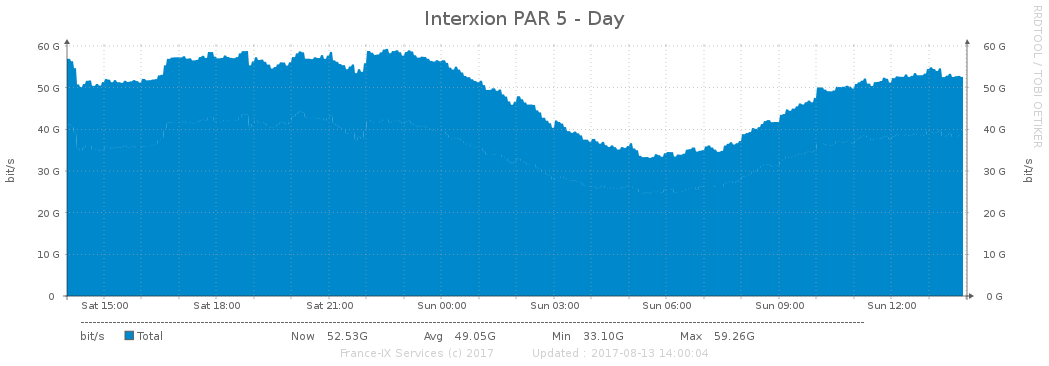 Interxion PAR 5 - Day
RRDTOOL / TOBI OETIKER
bit/s
60 G
50 G
40 G
30 G
20 G
10 G
0
60 G
50 G
40 G
30 G
20 G
10 G
0 G
bit/s
Sat 15:00 Sat 18:00 Sat 21:00 Sun 00:00 Sun 03:00 Sun 06:00 Sun 09:00 Sun 12:00
bit/s Total Now 52.53G Avg 49.05G Min 33.10G Max 59.26G
France-IX Services (c) 2017 Updated : 2017-08-13 14:00:04